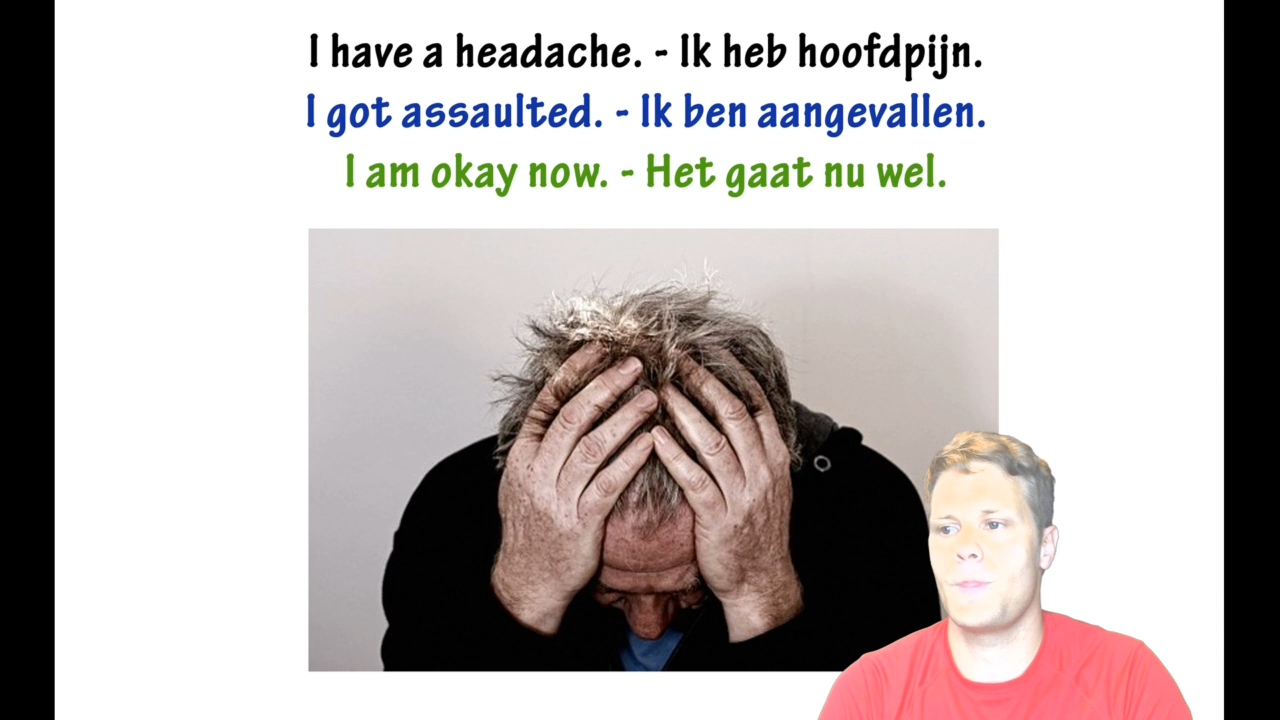 I have a headache. - Ik heb hoofdpijn.
I got assaulted. - Ik ben aangevallen.
I am okay now. - Het gaat nu wel.